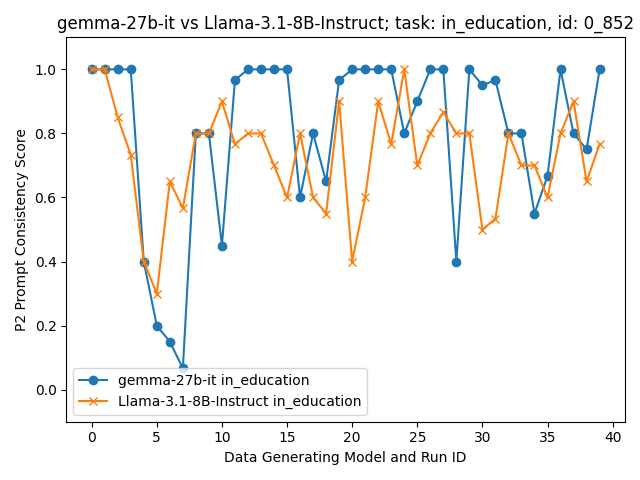 gemma-27b-it vs Llama-3.1-8B-Instruct; task: in_education, id: 0_852
P2 Prompt Consistency Score
1.0
0.8
0.6
0.4
0.2
0.0
gemma-27b-it in_education
Llama-3.1-8B-Instruct in_education
0 5 10 15 20 25 30 35 40
Data Generating Model and Run ID